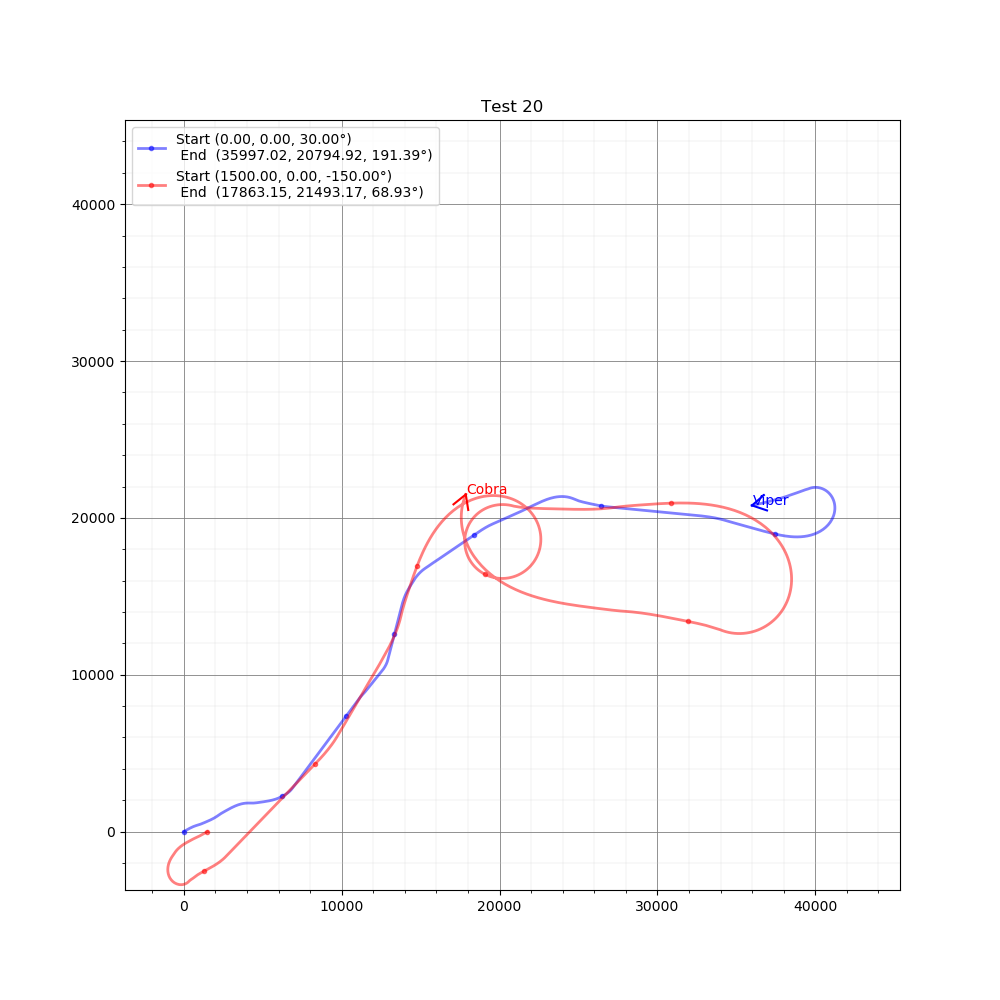 Test 20
Start (0.00, 0.00, 30.00°)
End  (35997.02, 20794.92, 191.39°)
Start (1500.00, 0.00, -150.00°)
End  (17863.15, 21493.17, 68.93°)
40000
30000
20000
10000
0
Cobra
Viper
0
10000
20000
30000
40000